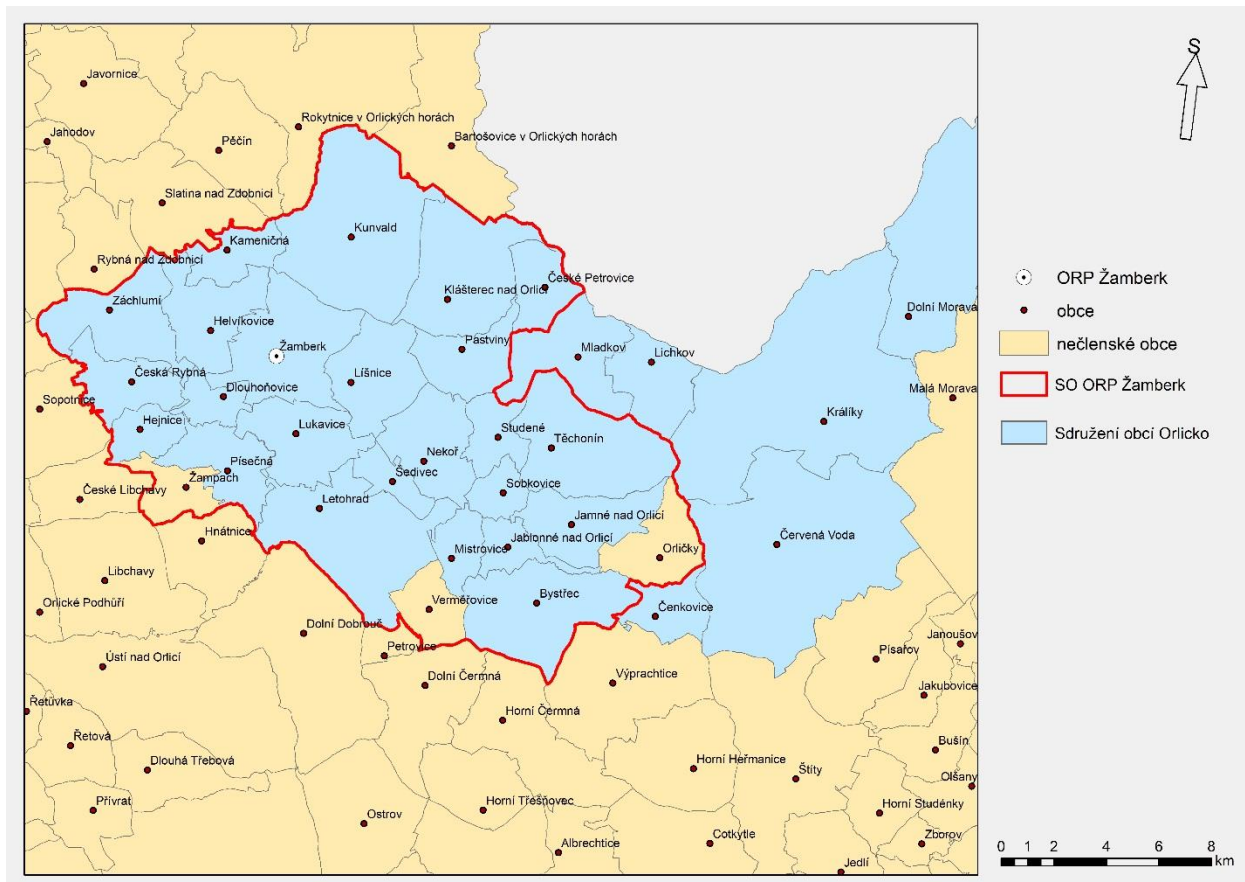 Javornice
Jahodov
Pěčín
Rokytnice v Orlických horách
Bartošovice v Orlických horách
Slatina nad Zdobnicí
Rybná nad Zdobnicí
Kameničná
Kunvald
Záchlumí
Helvíkovice
Klášterec nad Orlicí
České Petrovice
Žamberk
Pastviny
Mladkov
Lichkov
Dolní Morava
Malá Morava
Česká Rybná
Dlouhoňovice
Líšnice
Sopotnice
Hejnice
Lukavice
Studené
Těchonín
Králíky
Písečná
Nekoř
Šedivec
Žampach
České Libchavy
Letohrad
Sobkovice
Jamné nad Orlicí
Hnátnice
Mistrovice
Jablonné nad Orlicí
Orličky
Červená Voda
Libchavy
Orlické Podhůří
Verměřovice
Bystřec
Čenkovice
Dolní Dobrouč
Petrovice
Ústí nad Orlicí
Dolní Čermná
Výprachtice
Písařov
Janoušov
Jakubovice
Řetůvka
Řetová
Horní Čermná
Dlouhá Třebová
Horní Heřmanice
Štíty
Bušín
Olšany
Přívrat
Ostrov
Horní Třešňovec
Horní Studénky
Albrechtice
Cotkytle
Zborov
Jedlí
S
ORP Žamberk
obce
nečlenské obce
SO ORP Žamberk
Sdružení obcí Orlicko
0 1 2 4 6 8
km